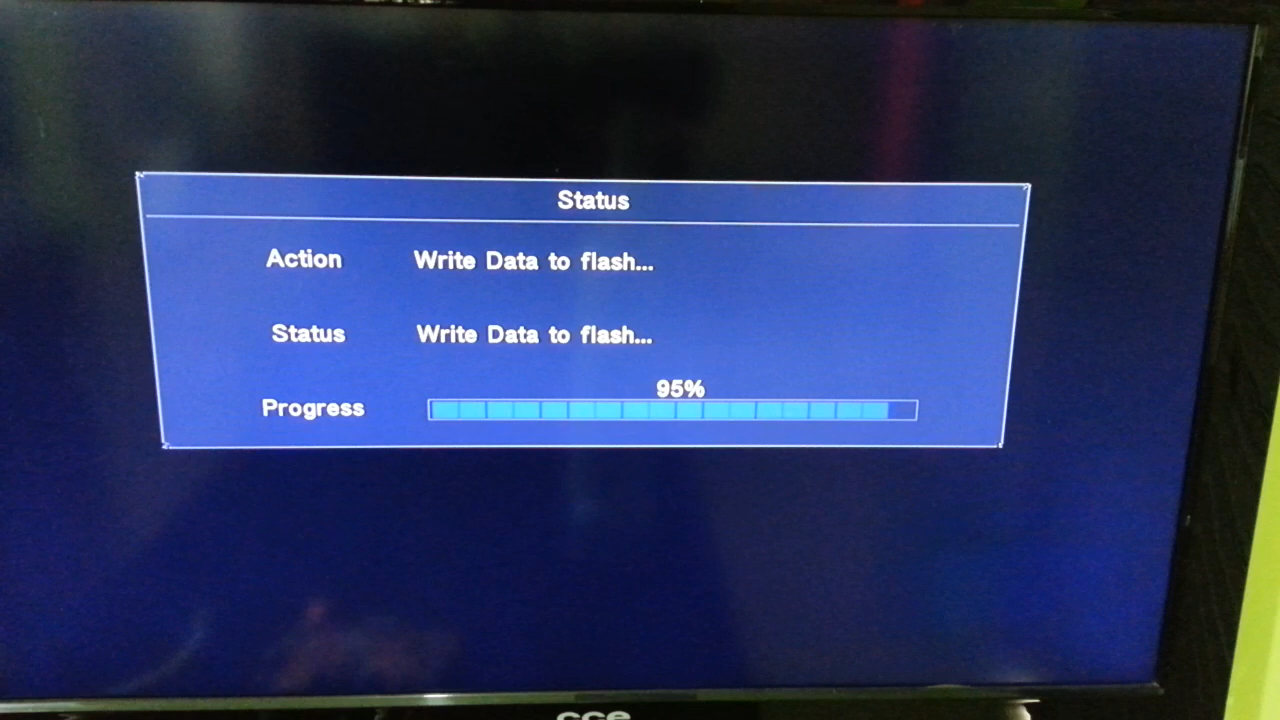 Status
Action Write Data to flash...
Status Write Data to flash...
95%
Progress
cce